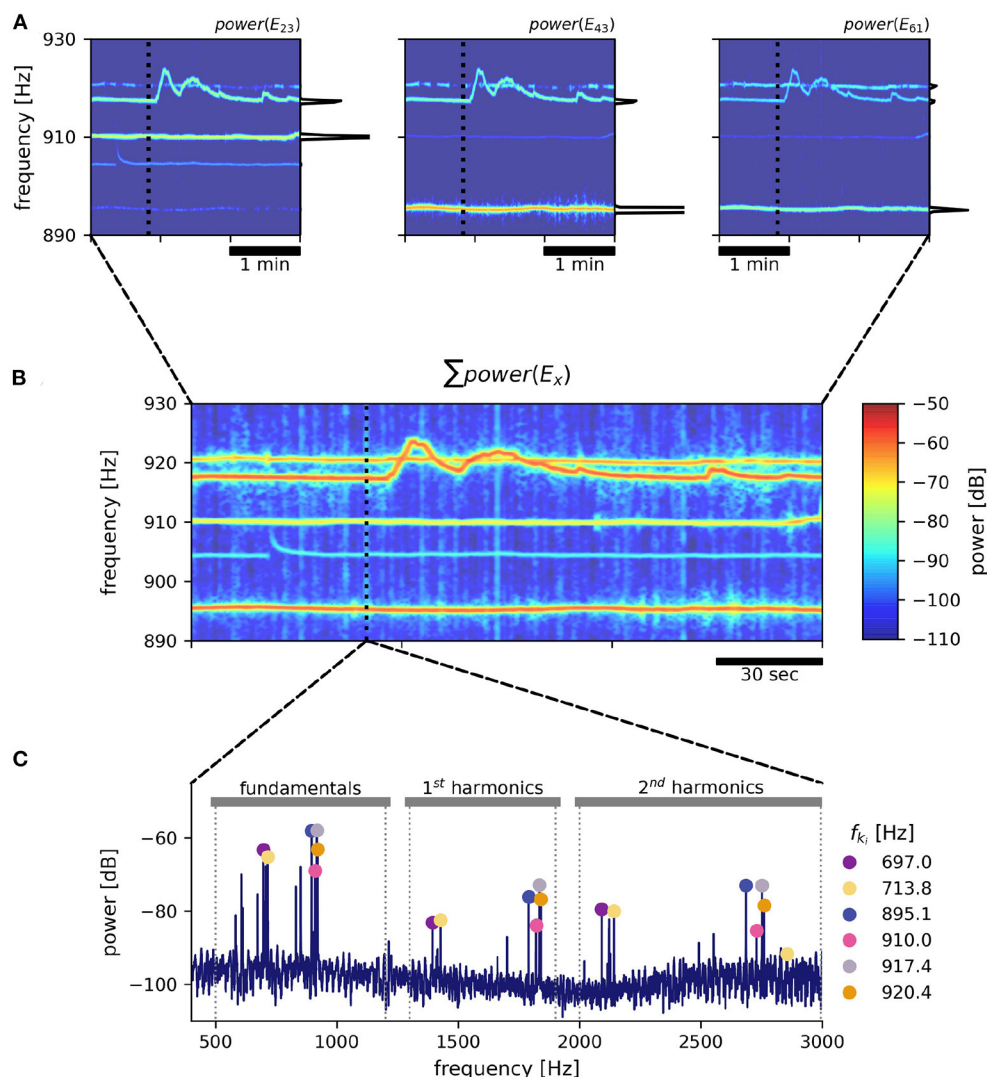 A
power(E23) power(E43) power(E61)
930
910
890
frequency [Hz]
1 min 1 min 1 min
B
∑power(Ex)
930
920
910
900
890
frequency [Hz]
30 sec
−50
−60
−70
−80
−90
−100
−110
power [dB]
C
fundamentals 1st harmonics 2nd harmonics
−60
−80
−100
power [dB]
500 1000 1500 2000 2500 3000
frequency [Hz]
fki [Hz]
697.0
713.8
895.1
910.0
917.4
920.4